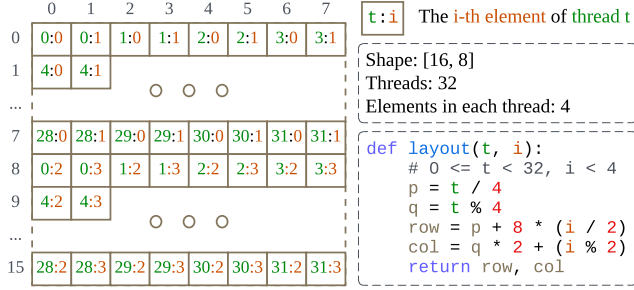 0 1 2 3 4 5 6 7
0 0:0 0:1 1:0 1:1 2:0 2:1 3:0 3:1
1 4:0 4:1
...
7 28:0 28:1 29:0 29:1 30:0 30:1 31:0 31:1
8 0:2 0:3 1:2 1:3 2:2 2:3 3:2 3:3
9 4:2 4:3
...
15 28:2 28:3 29:2 29:3 30:2 30:3 31:2 31:3
t:i The i-th element of thread t
Shape: [16, 8]
Threads: 32
Elements in each thread: 4
def layout(t, i):
# 0 <= t < 32, i < 4
p = t / 4
q = t % 4
row = p + 8 * (i / 2)
col = q * 2 + (i % 2)
return row, col